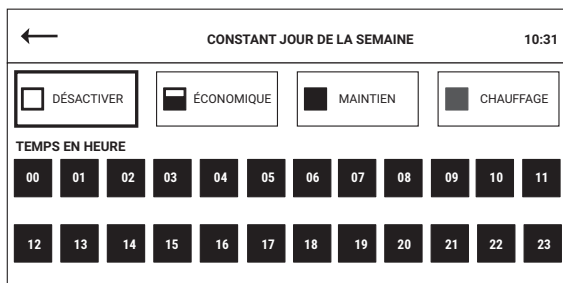 CONSTANT JOUR DE LA SEMAINE 10:31
DÉSACTIVER ÉCONOMIQUE MAINTIEN CHAUFFAGE
TEMPS EN HEURE
00 01 02 03 04 05 06 07 08 09 10 11
12 13 14 15 16 17 18 19 20 21 22 23